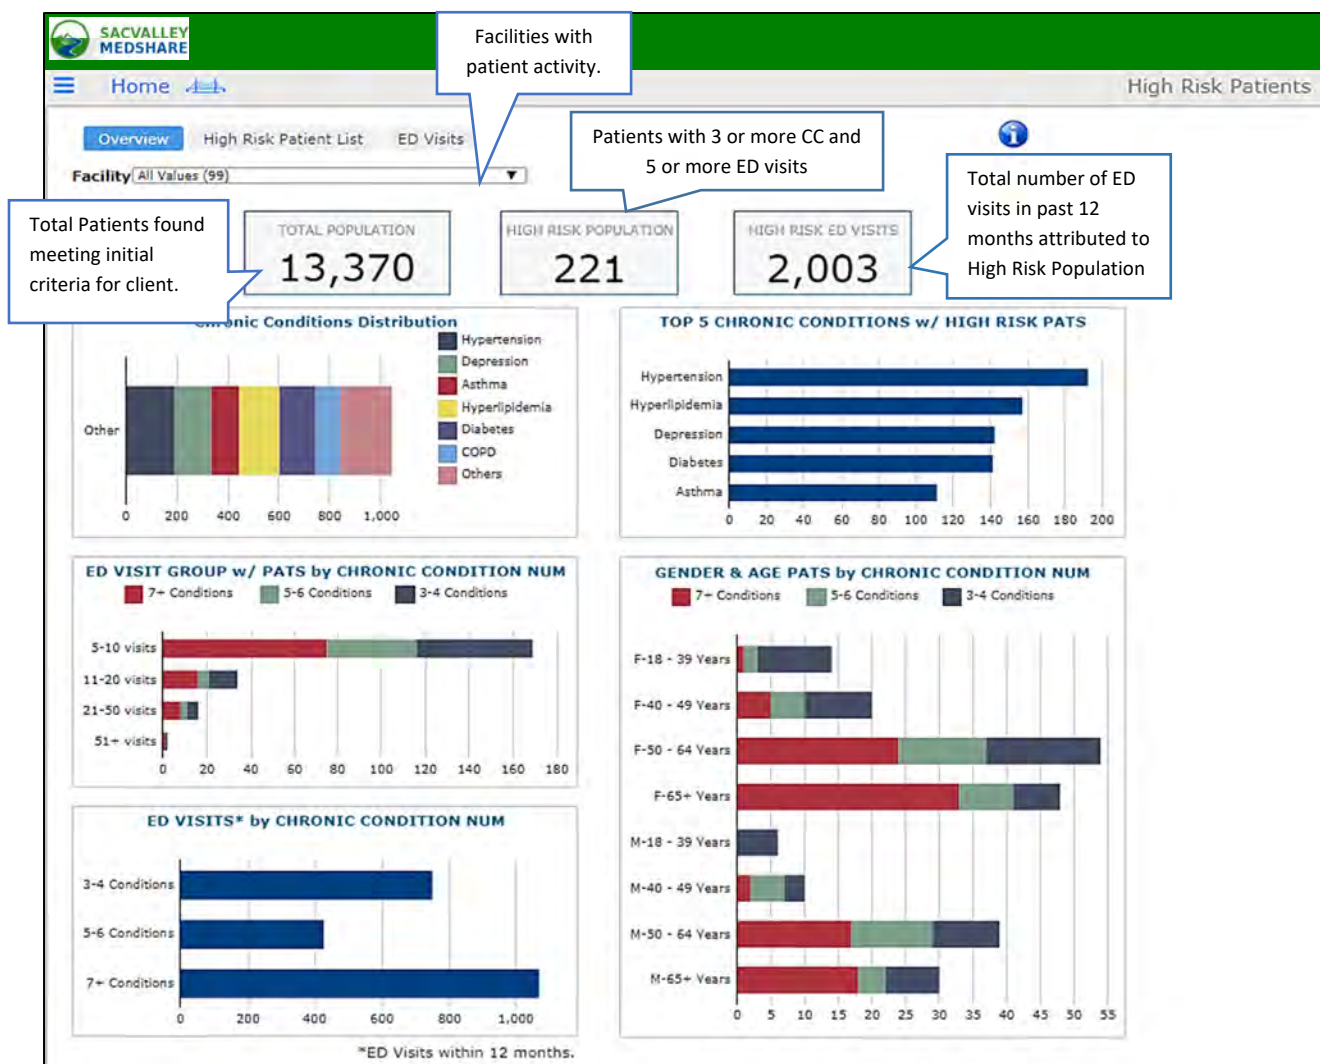 SACVALLEY
MEDSHARE
Facilities with
patient activity.
Home
High Risk Patients
Overview High Risk Patient List ED Visits
Patients with 3 or more CC and
5 or more ED visits
Facility All Values (99)
Total number of ED
visits in past 12
months attributed to
High Risk Population
Total Patients found
meeting initial
criteria for client.
TOTAL POPULATION
13,370
HIGH RISK POPULATION
221
HIGH RISK ED VISITS
2,003
Chronic Conditions Distribution
Hypertension
Depression
Asthma
Hyperlipidemia
Diabetes
COPD
Others
Other
0 200 400 600 800 1,000
TOP 5 CHRONIC CONDITIONS w/ HIGH RISK PATS
Hypertension
Hyperlipidemia
Depression
Diabetes
Asthma
0 20 40 60 80 100 120 140 160 180 200
ED VISIT GROUP w/ PATS by CHRONIC CONDITION NUM
7+ Conditions 5-6 Conditions 3-4 Conditions
5-10 visits
11-20 visits
21-50 visits
51+ visits
0 20 40 60 80 100 120 140 160 180
GENDER & AGE PATS by CHRONIC CONDITION NUM
7+ Conditions 5-6 Conditions 3-4 Conditions
F-18 - 39 Years
F-40 - 49 Years
F-50 - 64 Years
F-65+ Years
M-18 - 39 Years
M-40 - 49 Years
M-50 - 64 Years
M-65+ Years
0 5 10 15 20 25 30 35 40 45 50 55
ED VISITS* by CHRONIC CONDITION NUM
3-4 Conditions
5-6 Conditions
7+ Conditions
0 200 400 600 800 1,000
*ED Visits within 12 months.